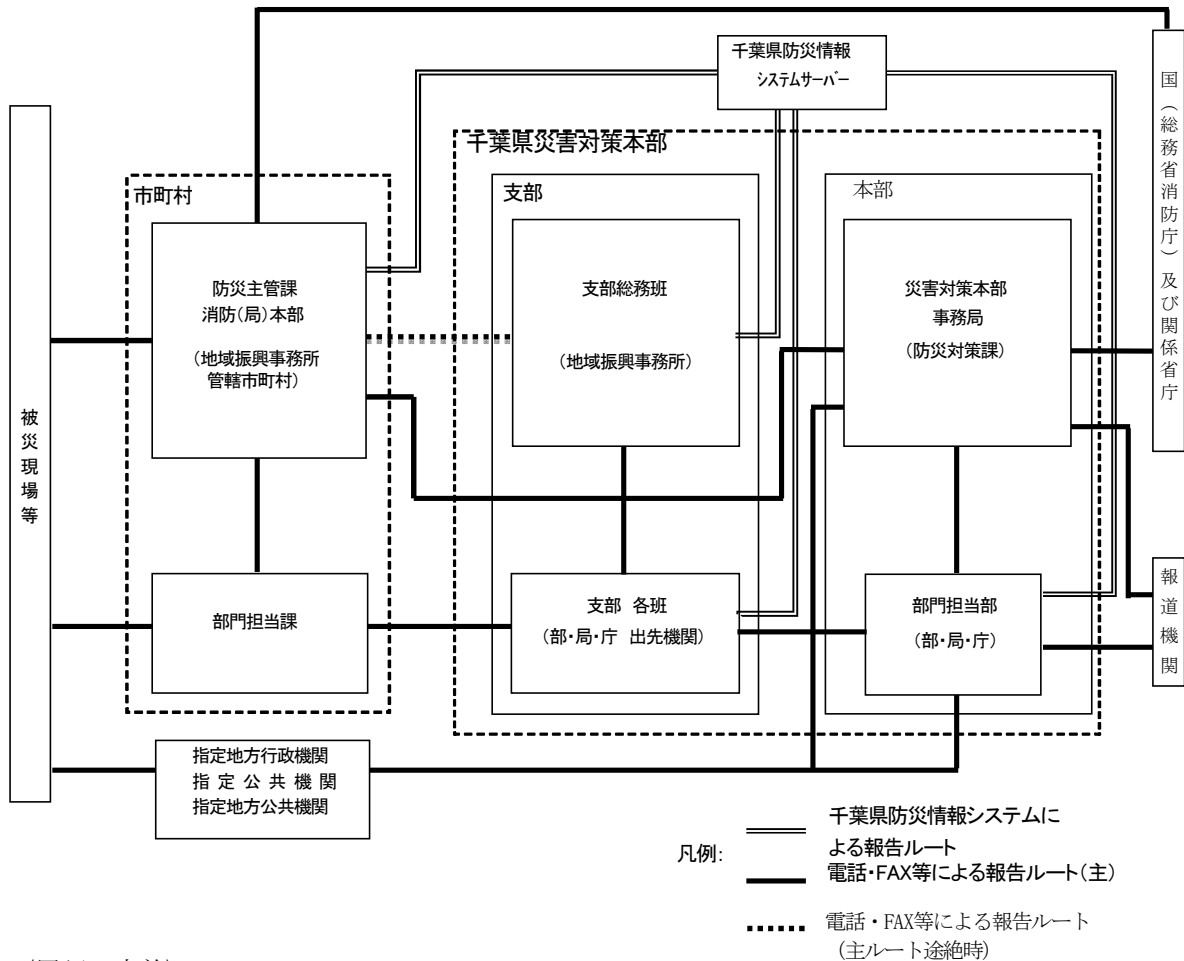 千葉県防災情報
システムサーバー
国（総務省消防庁）及び関係省庁
千葉県災害対策本部
市町村
支部
本部
防災主管課
消防(局)本部
(地域振興事務所
管轄市町村)
支部総務班
(地域振興事務所)
災害対策本部
事務局
(防災対策課)
被災現場等
部門担当課
支部 各班
(部・局・庁 出先機関)
部門担当部
(部・局・庁)
報道機関
指定地方行政機関
指 定 公 共 機 関
指定地方公共機関
凡例:
千葉県防災情報システムに
よる報告ルート
電話・FAX等による報告ルート(主)
電話・FAX等による報告ルート
(主ルート途絶時)